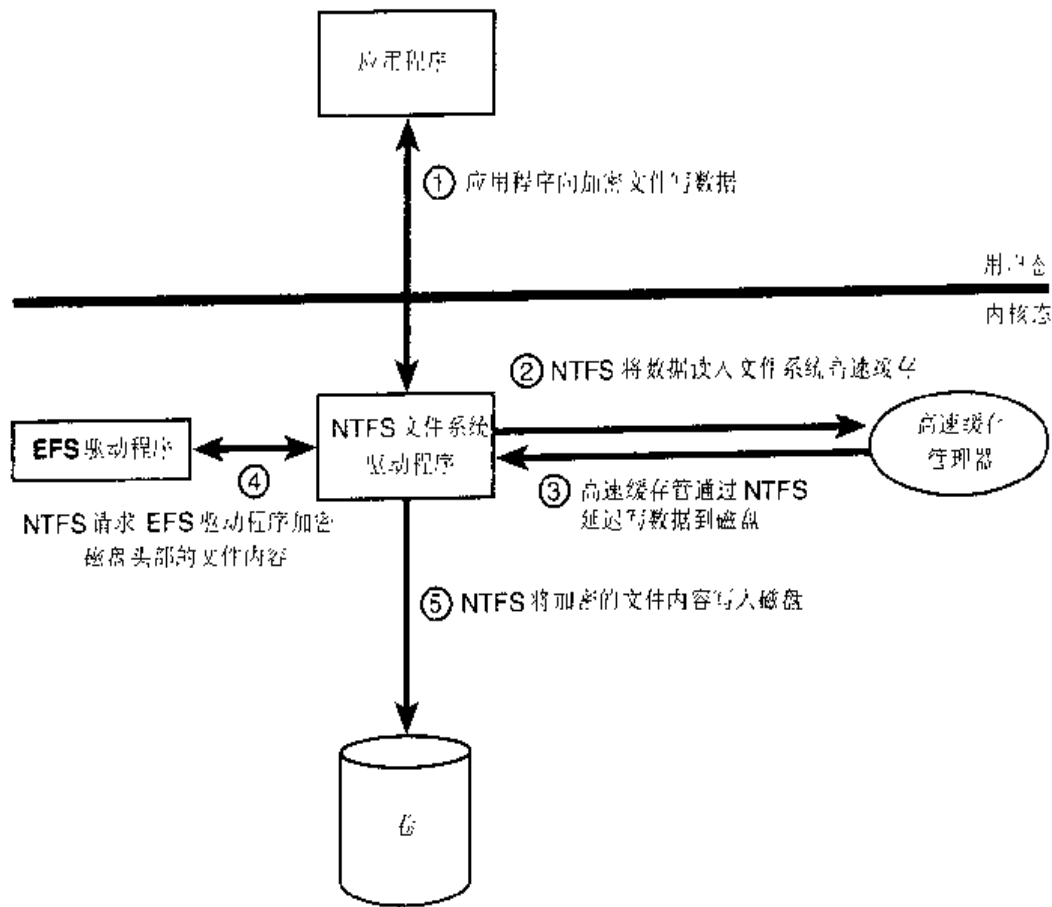 应用程序
① 应用程序向加密文件写数据
用户态
内核态
② NTFS 将数据读入文件系统高速缓存
NTFS 文件系统
驱动程序
EFS 驱动程序
高速缓存
管理器
④
③ 高速缓存管通过 NTFS
延迟写数据到磁盘
NTFS 请求 EFS 驱动程序加密
磁盘头部的文件内容
⑤ NTFS 将加密的文件内容写入磁盘
卷